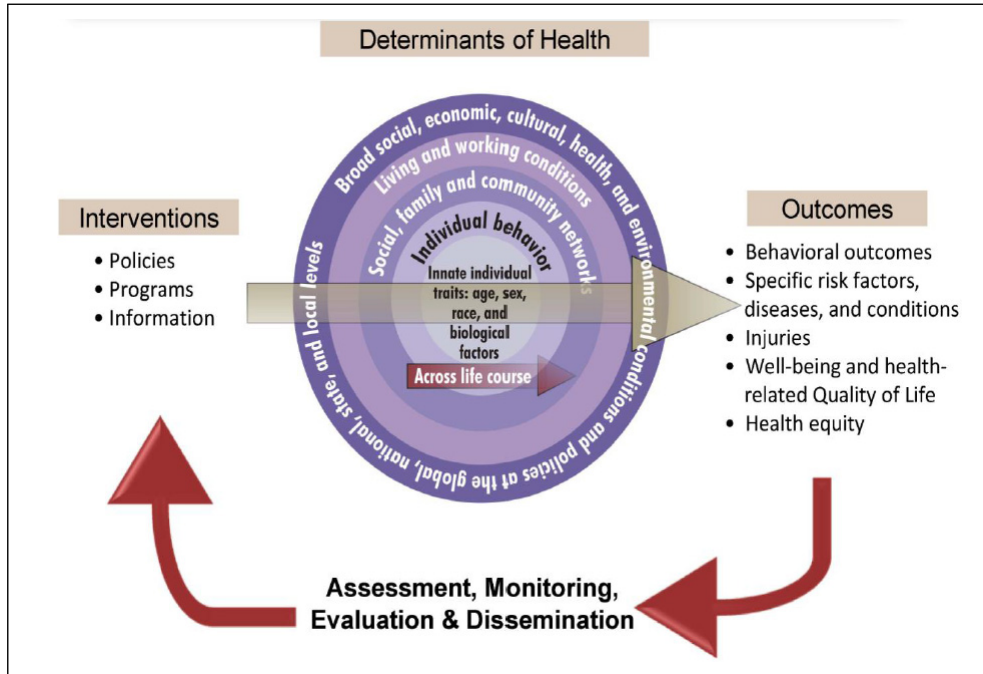 Determinants of Health
Broad social, economic, cultural, health, and environmental conditions and policies at the global, national, state, and local levels
Living and working conditions
Social, family and community networks
Individual behavior
Innate individual
traits: age, sex,
race, and
biological
factors
Across life course
Interventions
• Policies
• Programs
• Information
Outcomes
• Behavioral outcomes
• Specific risk factors,
diseases, and conditions
• Injuries
• Well-being and health-
related Quality of Life
• Health equity
Assessment, Monitoring,
Evaluation & Dissemination